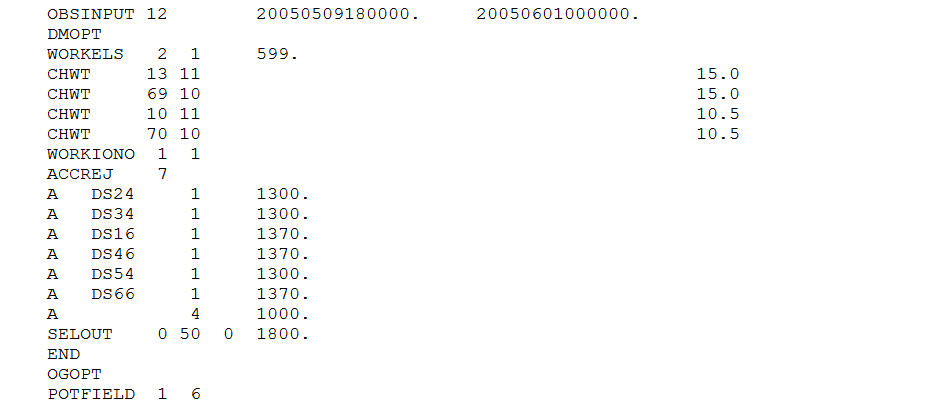 OBSINPUT 12        20050509180000.     20050601000000.
DMOPT
WORKELS   2  1     599.
CHWT     13 11                                             15.0
CHWT     69 10                                             15.0
CHWT     10 11                                             10.5
CHWT     70 10                                             10.5
WORKIONO  1  1
ACCREJ    7
A   DS24     1     1300.
A   DS34     1     1300.
A   DS16     1     1370.
A   DS46     1     1370.
A   DS54     1     1300.
A   DS66     1     1370.
A            4     1000.
SELOUT    0 50  0  1800.
END
OGOPT
POTFIELD  1  6